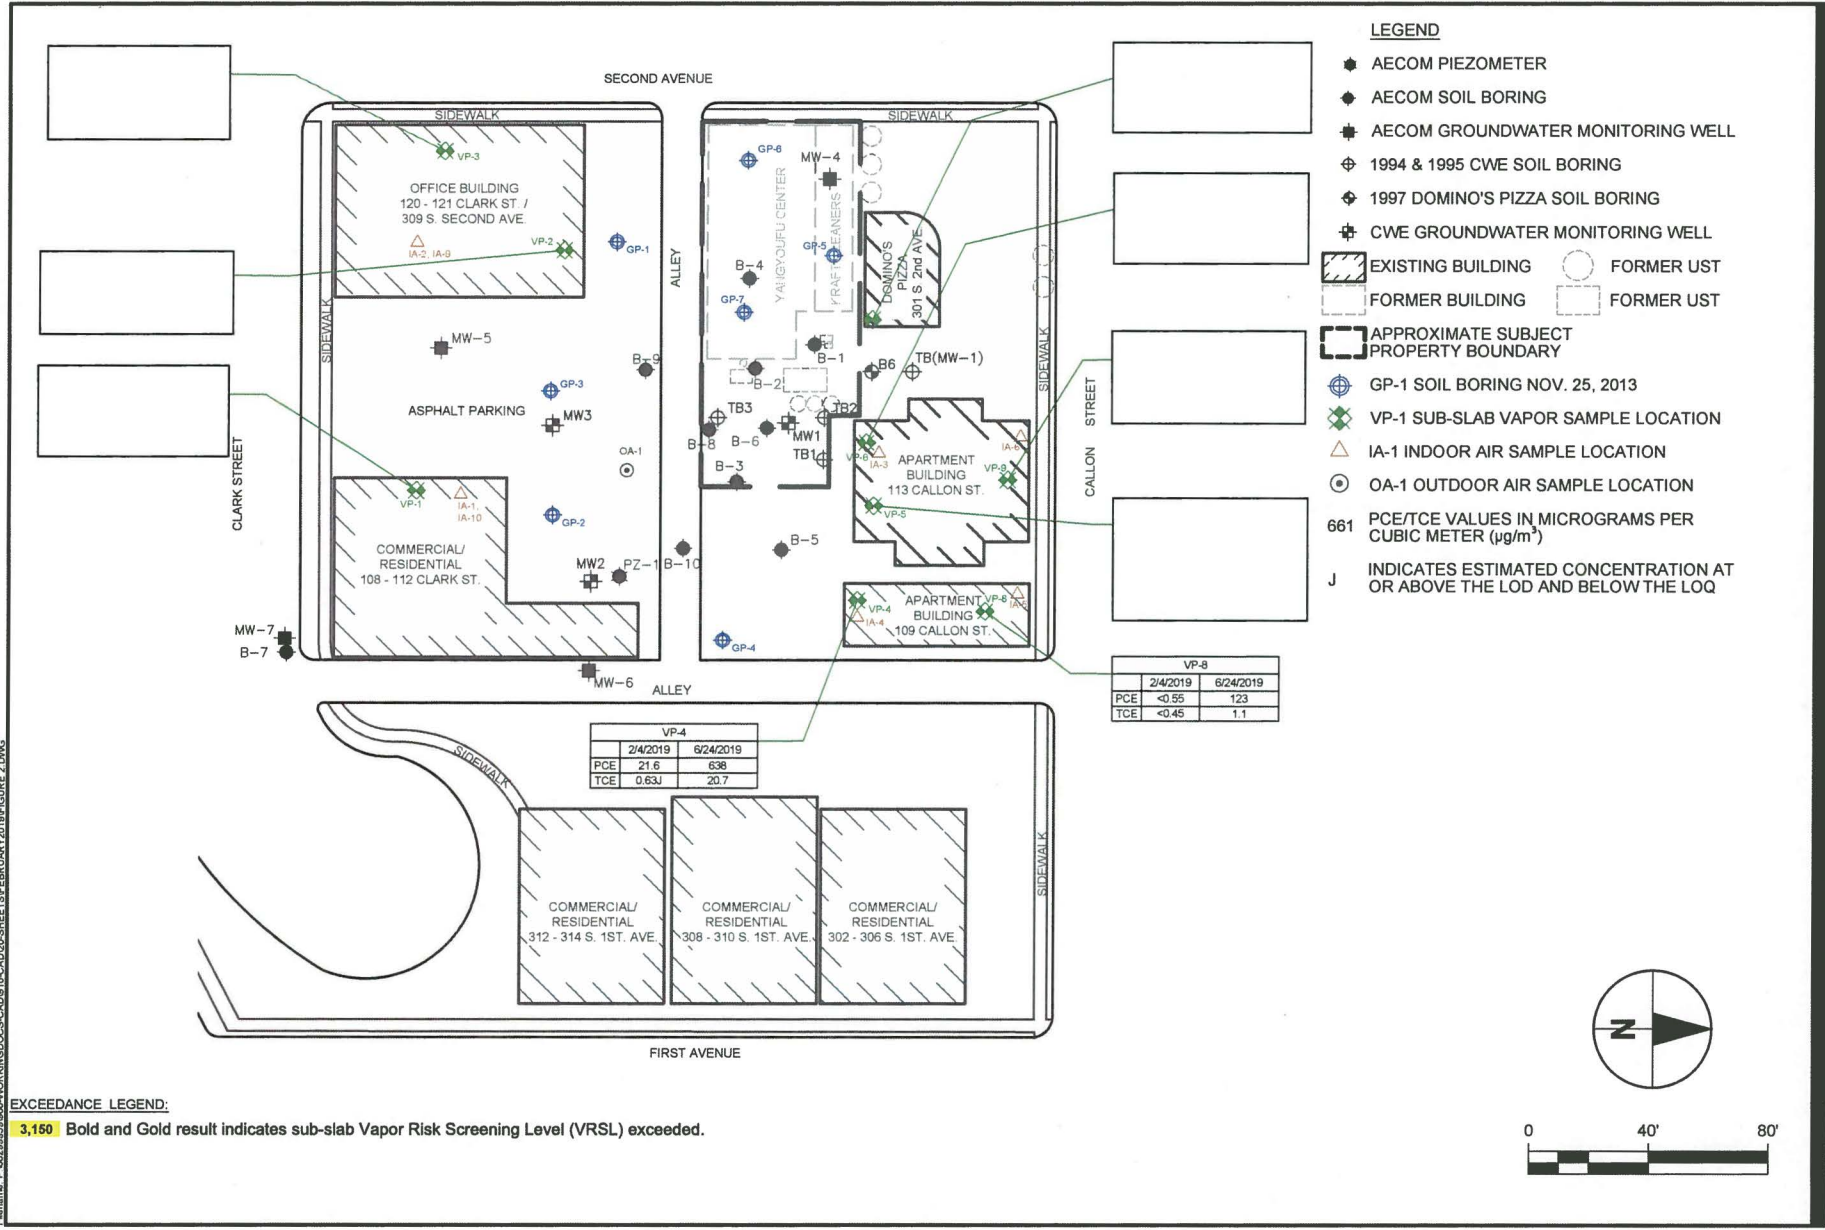 SECOND AVENUE
SIDEWALK
SIDEWALK
VP-3
OFFICE BUILDING
120 - 121 CLARK ST. /
309 S. SECOND AVE.
IA-2, IA-9
VP-2
GP-1
ALLEY
SIDEWALK
MW-5
GP-3
B-9
ASPHALT PARKING
MW3
OA-1
CLARK STREET
VP-1
IA-1,
IA-10
GP-2
COMMERCIAL/
RESIDENTIAL
108 - 112 CLARK ST.
MW2
PZ-1
B-10
MW-7
B-7
MW-6
ALLEY
GP-6
MW-4
YANGYOUFU CENTER
KRAFT CLEANERS
GP-5
B-4
GP-7
DOMINO'S
PIZZA
301 S 2nd AVE.
B-1
B-2
B6
TB(MW-1)
TB3
TB2
B-8
B-6
MW1
TB1
B-3
B-5
SIDEWALK
CALLON STREET
VP-6
IA-3
IA-6
VP-9
APARTMENT
BUILDING
113 CALLON ST.
VP-5
VP-4
IA-4
APARTMENT
BUILDING
109 CALLON ST.
VP-8
IA-5
GP-4
VP-8
2/4/2019 6/24/2019
PCE <0.55 123
TCE <0.45 1.1
VP-4
2/4/2019 6/24/2019
PCE 21.6 638
TCE 0.63J 20.7
SIDEWALK
COMMERCIAL/
RESIDENTIAL
312 - 314 S. 1ST. AVE.
COMMERCIAL/
RESIDENTIAL
308 - 310 S. 1ST. AVE.
COMMERCIAL/
RESIDENTIAL
302 - 306 S. 1ST. AVE.
SIDEWALK
FIRST AVENUE
LEGEND
AECOM PIEZOMETER
AECOM SOIL BORING
AECOM GROUNDWATER MONITORING WELL
1994 & 1995 CWE SOIL BORING
1997 DOMINO'S PIZZA SOIL BORING
CWE GROUNDWATER MONITORING WELL
EXISTING BUILDING FORMER UST
FORMER BUILDING FORMER UST
APPROXIMATE SUBJECT
PROPERTY BOUNDARY
GP-1 SOIL BORING NOV. 25, 2013
VP-1 SUB-SLAB VAPOR SAMPLE LOCATION
IA-1 INDOOR AIR SAMPLE LOCATION
OA-1 OUTDOOR AIR SAMPLE LOCATION
661 PCE/TCE VALUES IN MICROGRAMS PER
CUBIC METER (µg/m³)
J INDICATES ESTIMATED CONCENTRATION AT
OR ABOVE THE LOD AND BELOW THE LOQ
N
0 40' 80'
EXCEEDANCE LEGEND:
3,150 Bold and Gold result indicates sub-slab Vapor Risk Screening Level (VRSL) exceeded.